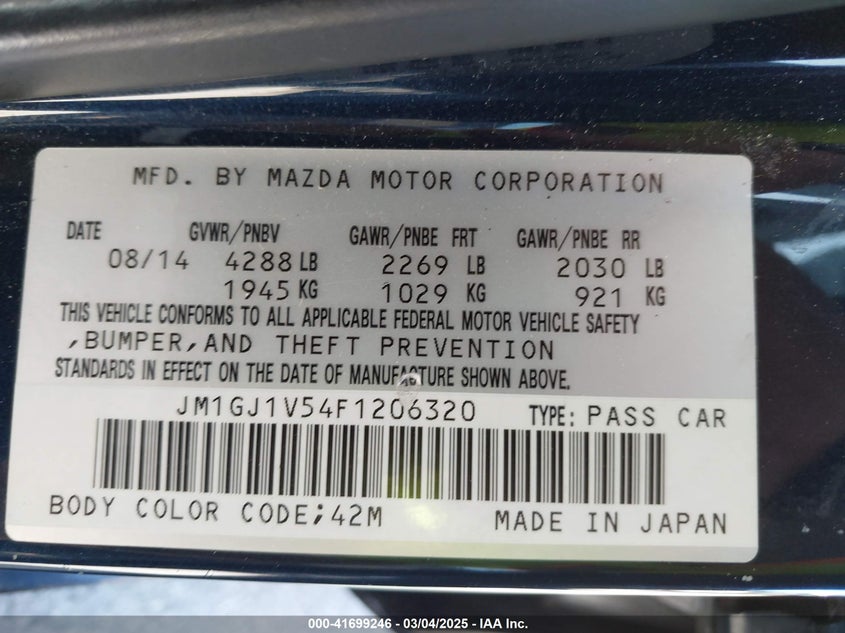 MFD. BY MAZDA MOTOR CORPORATION
DATE GVWR/PNBV GAWR/PNBE FRT GAWR/PNBE RR
08/14 4288 LB 2269 LB 2030 LB
1945 KG 1029 KG 921 KG
THIS VEHICLE CONFORMS TO ALL APPLICABLE FEDERAL MOTOR VEHICLE SAFETY
,BUMPER,AND THEFT PREVENTION
STANDARDS IN EFFECT ON THE DATE OF MANUFACTURE SHOWN ABOVE.
JM1GJ1V54F1206320 TYPE: PASS CAR
BODY COLOR CODE;42M MADE IN JAPAN
000-41699246 - 03/04/2025 - IAA Inc.